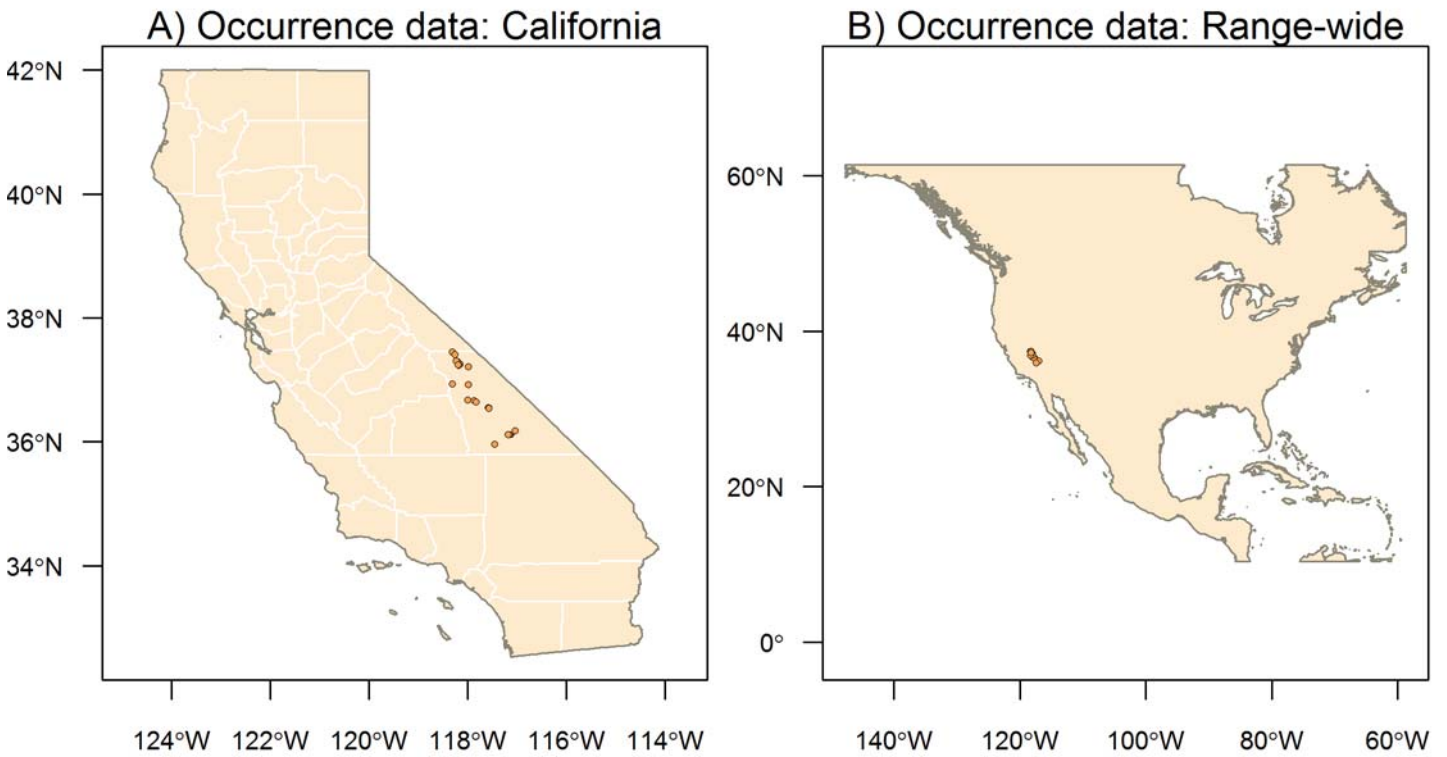 A) Occurrence data: California
42°N
40°N
38°N
36°N
34°N
124°W 122°W 120°W 118°W 116°W 114°W
B) Occurrence data: Range-wide
60°N
40°N
20°N
0°
140°W 120°W 100°W 80°W 60°W